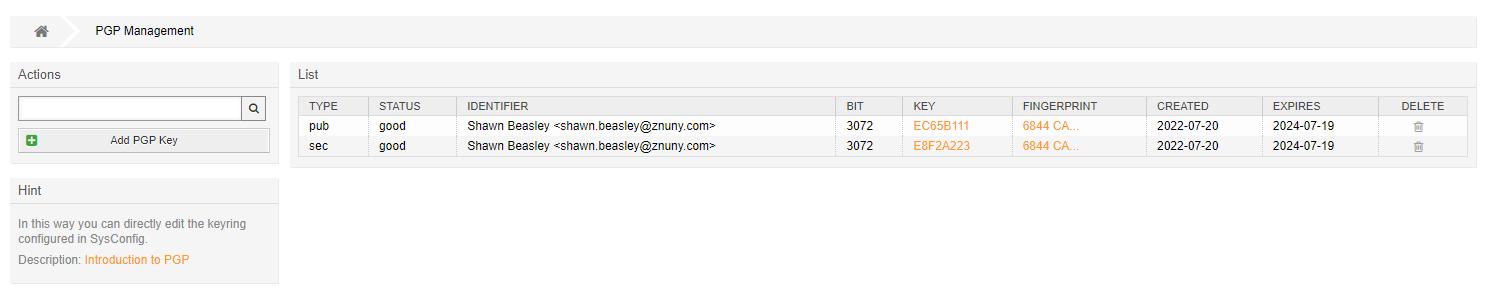 PGP Management
Actions
Add PGP Key
Hint
In this way you can directly edit the keyring
configured in SysConfig.
Description: Introduction to PGP
List
TYPE STATUS IDENTIFIER BIT KEY FINGERPRINT CREATED EXPIRES DELETE
pub good Shawn Beasley <shawn.beasley@znuny.com> 3072 EC65B111 6844 CA... 2022-07-20 2024-07-19
sec good Shawn Beasley <shawn.beasley@znuny.com> 3072 E8F2A223 6844 CA... 2022-07-20 2024-07-19